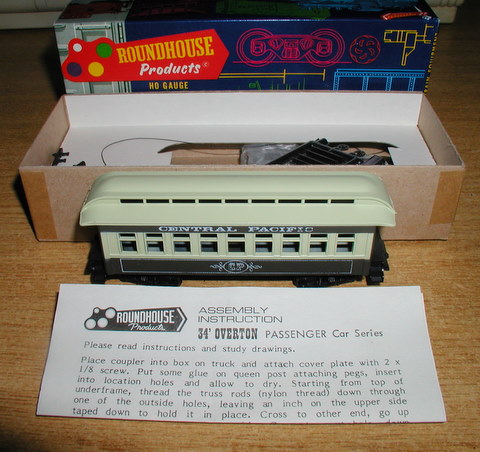 ROUNDHOUSE
Products
HO GAUGE
CENTRAL PACIFIC
CP
ROUNDHOUSE
Products
ASSEMBLY
INSTRUCTION
34' OVERTON PASSENGER Car Series
Please read instructions and study drawings.
Place coupler into box on truck and attach cover plate with 2 x
1/8 screw. Put some glue on queen post attaching pegs, insert
into location holes and allow to dry. Starting from top of
underframe, thread the truss rods (nylon thread) down through
one of the outside holes, leaving an inch on the upper side
taped down to hold it in place. Cross to other end, go up